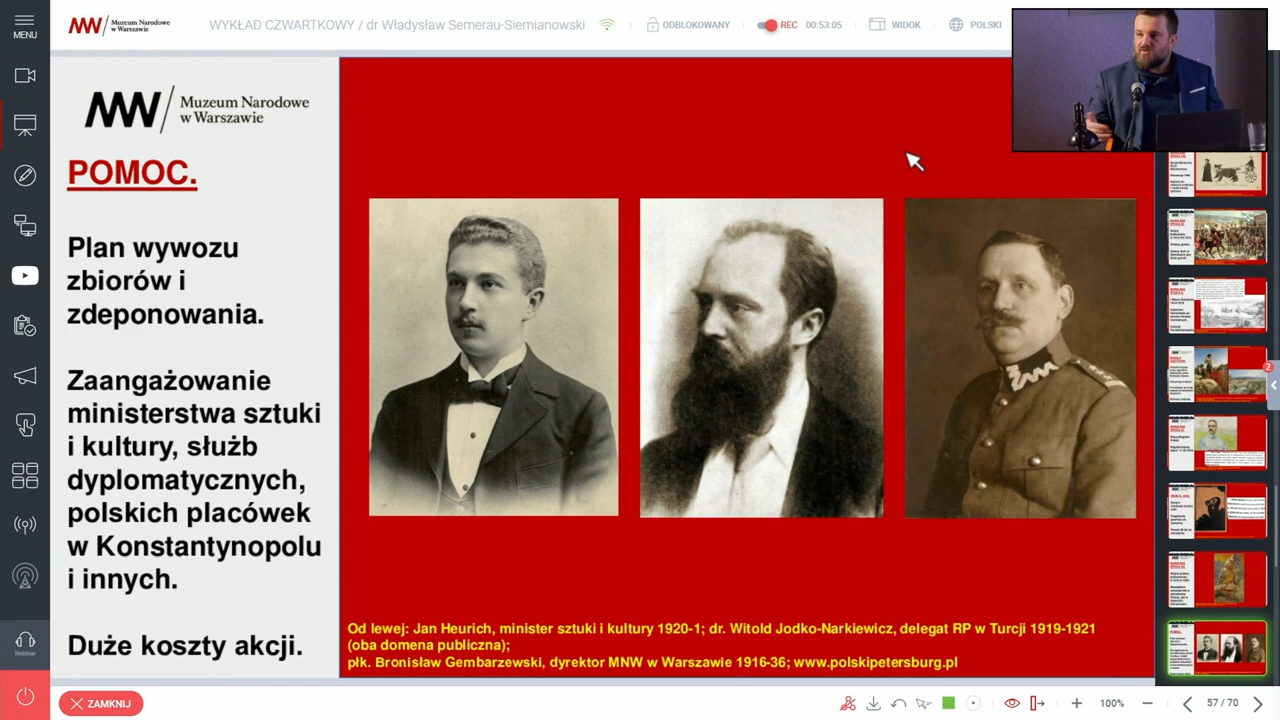 MENU
MW
Muzeum Narodowe
w Warszawie
WYKŁAD CZWARTKOWY / dr Władysław Semerau-Siemianowski
ODBLOKOWANY
REC
00:53:05
WIDOK
POLSKI
MW
Muzeum Narodowe
w Warszawie
POMOC.
Plan wywozu
zbiorów i
zdeponowania.
Zaangażowanie
ministerstwa sztuki
i kultury, służb
dyplomatycznych,
polskich placówek
w Konstantynopolu
i innych.
Duże koszty akcji.
Od lewej: Jan Heurich, minister sztuki i kultury 1920-1; dr. Witold Jodko-Narkiewicz, delegat RP w Turcji 1919-1921
(oba domena publiczna);
płk. Bronisław Gembarzewski, dyrektor MNW w Warszawie 1916-36; www.polskipetersburg.pl
2
Webinar
ZAMKNIJ
100%
57 / 70